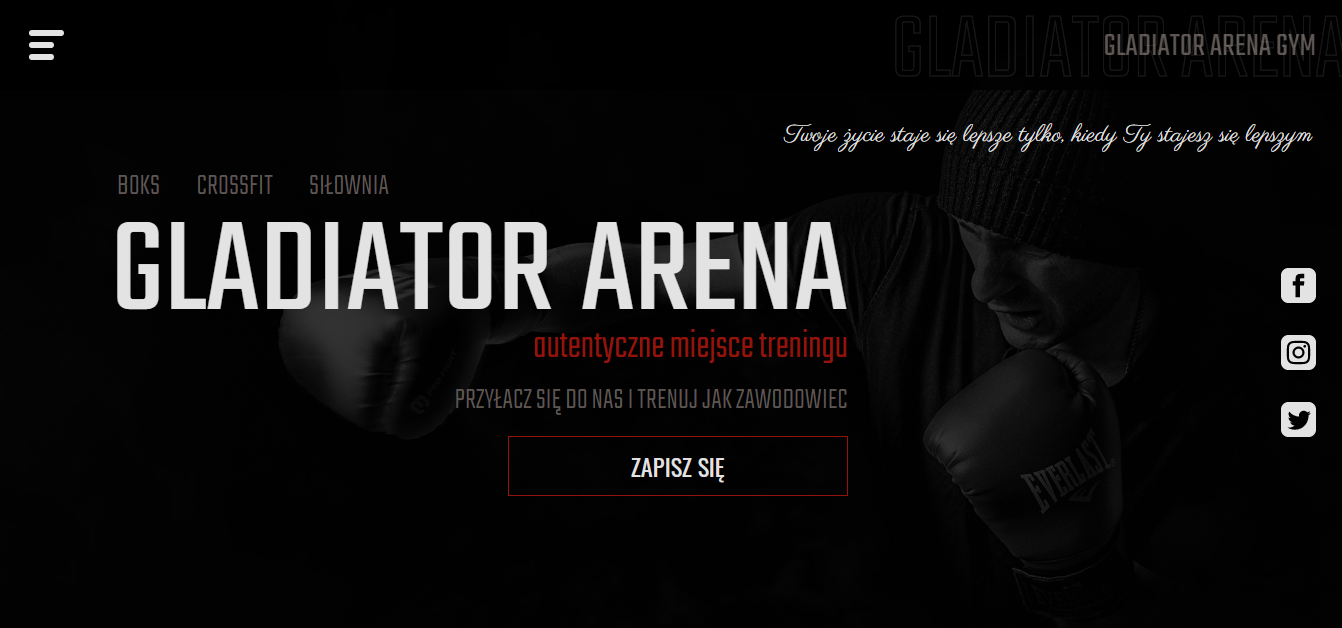 GLADIATOR ARENA
GLADIATOR ARENA GYM
Twoje życie staje się lepsze tylko, kiedy Ty stajesz się lepszym
BOKS CROSSFIT SIŁOWNIA
GLADIATOR ARENA
autentyczne miejsce treningu
PRZYŁACZ SIĘ DO NAS I TRENUJ JAK ZAWODOWIEC
ZAPISZ SIĘ
EVERLAST